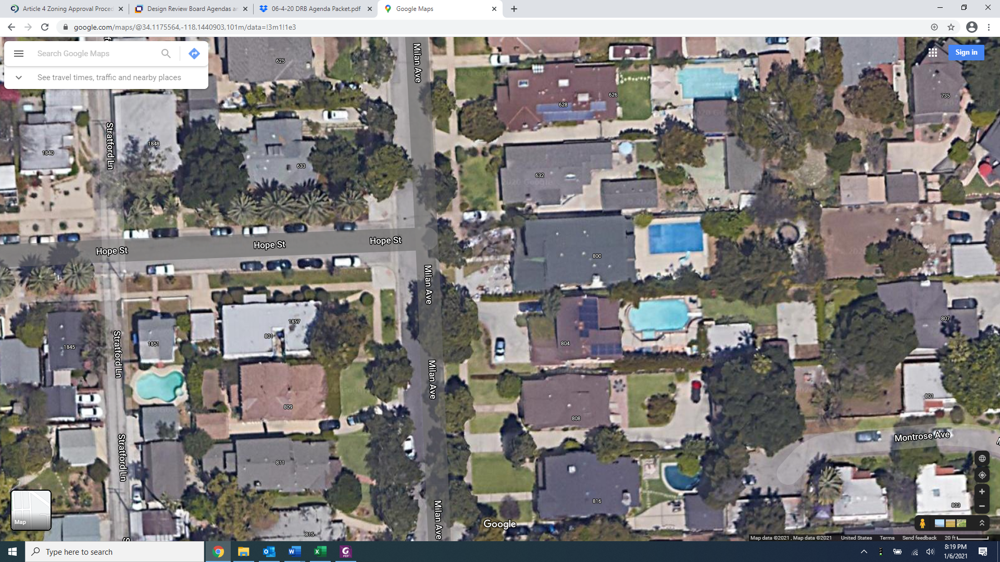 Article 4 Zoning Approval Proced
Design Review Board Agendas ar
06-4-20 DRB Agenda Packet.pdf
Google Maps
google.com/maps/@34.1175564,-118.1440903,101m/data=!3m1!1e3
Search Google Maps
See travel times, traffic and nearby places
Sign in
625
Milan Ave
626
628
735
Stratford Ln
1848
1840
633
632
Hope St
Hope St
Hope St
800
Milan Ave
1857
801
1851
1845
Stratford Ln
804
807
Milan Ave
809
808
801
Montrose Ave
Stratford Ln
811
816
803
Milan Ave
815
Map
Google
Map data ©2021 , Map data ©2021 United States Terms Send feedback 20 ft
Type here to search
8:19 PM
1/6/2021